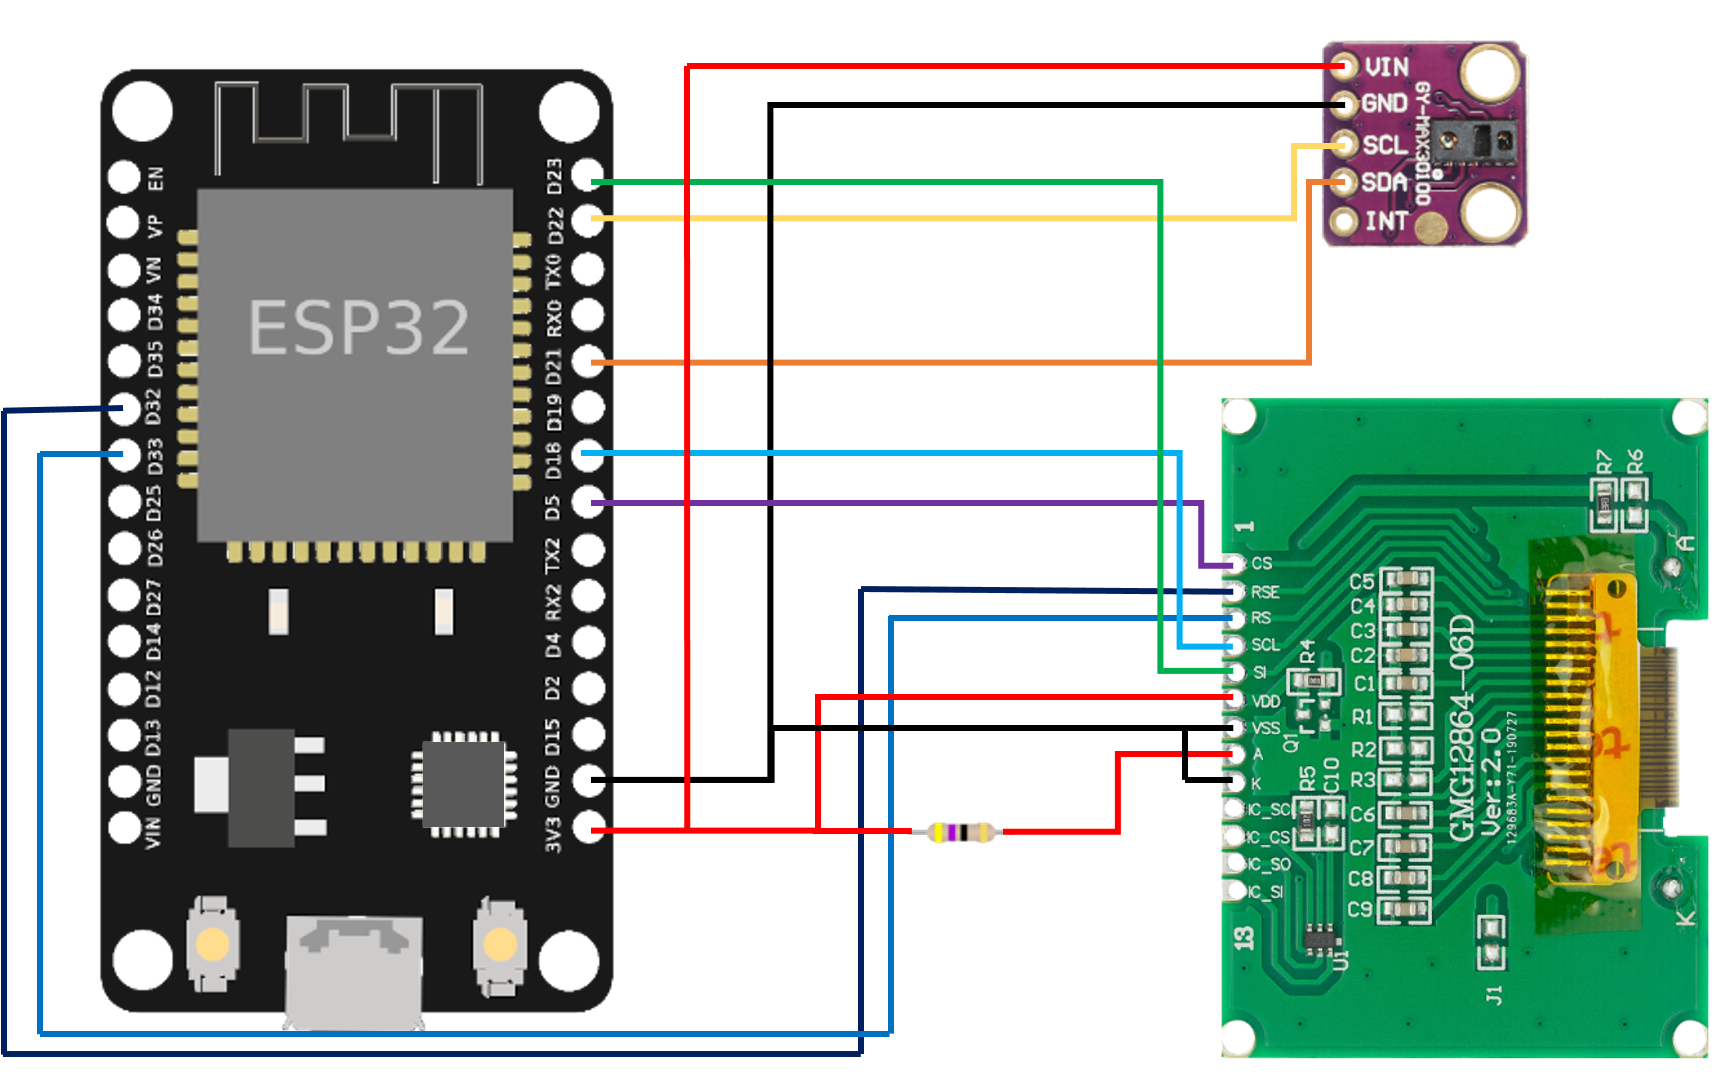 ESP32
EN
VP
VN
D34
D35
D32
D33
D25
D26
D27
D14
D12
D13
GND
VIN
D23
D22
TX0
RX0
D21
D19
D18
D5
TX2
RX2
D4
D2
D15
GND
3V3
VIN
GND
SCL
SDA
INT
GY-MAX30100
1
CS
RSE
RS
SCL
SI
VDD
VSS
A
K
IC_SC
IC_CS
IC_SO
IC_SI
13
R4
Q1
R5
C10
U1
C5
C4
C3
C2
C1
R1
R2
R3
C6
C7
C8
C9
GMG12864-06D
Ver:2.0
129683A-Y71-190727
R7
R6
A
K
J1